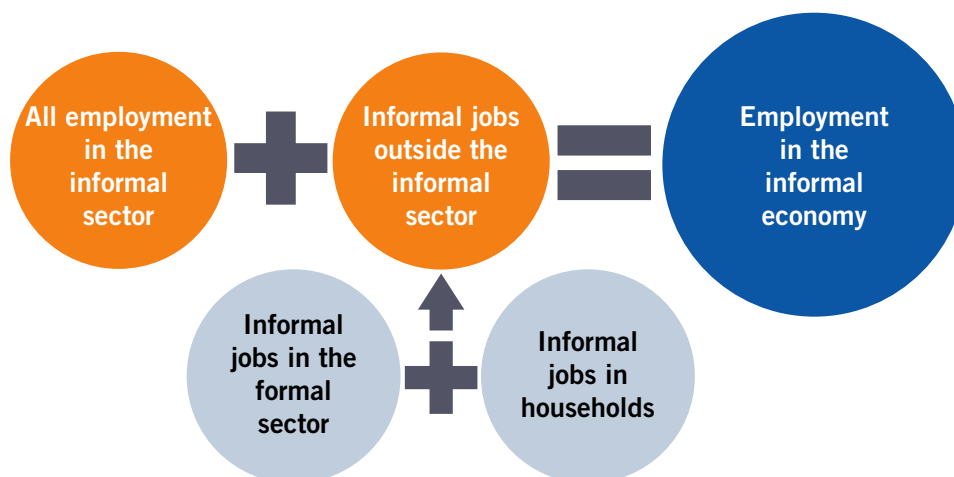 All employment
in the
informal
sector
Informal jobs
outside the
informal
sector
Employment
in the
informal
economy
Informal
jobs in the
formal
sector
Informal
jobs in
households